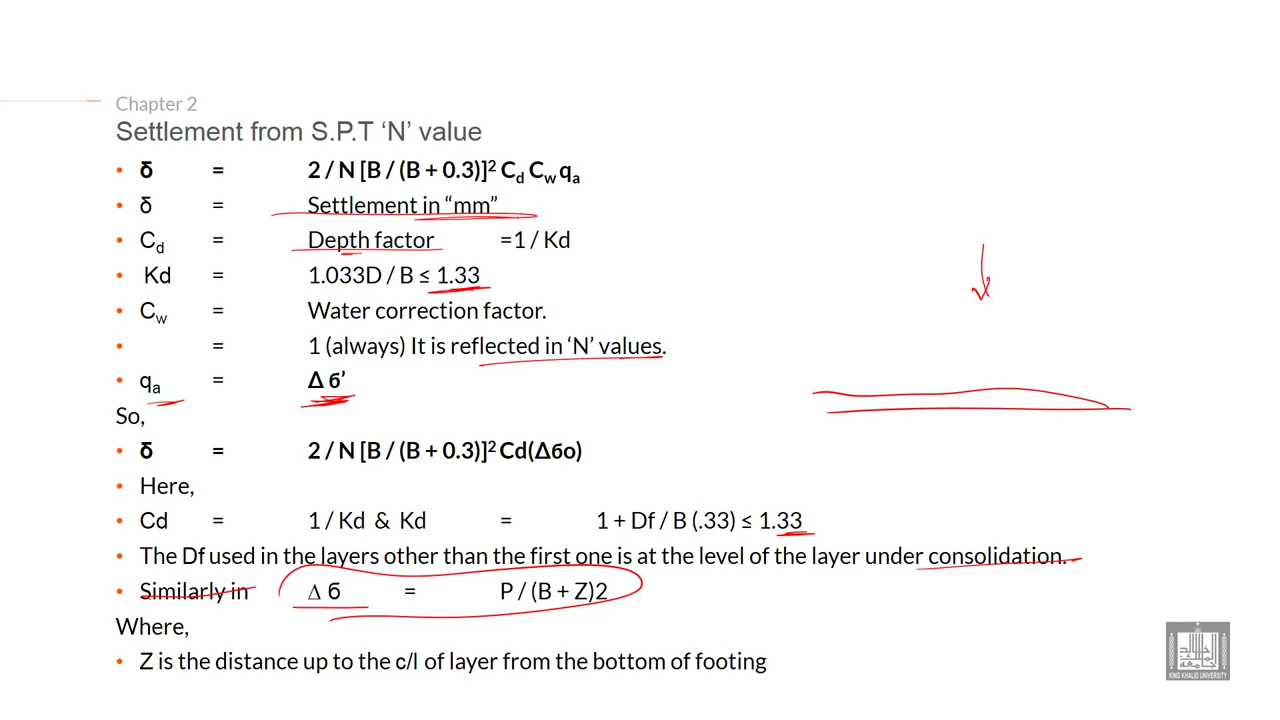 Chapter 2
Settlement from S.P.T ‘N’ value
• δ = 2 / N [B / (B + 0.3)]² Cd Cw qa
• δ = Settlement in “mm”
• Cd = Depth factor =1 / Kd
• Kd = 1.033D / B ≤ 1.33
• Cw = Water correction factor.
• = 1 (always) It is reflected in ‘N’ values.
• qa = Δ б’
So,
• δ = 2 / N [B / (B + 0.3)]² Cd(Δбo)
• Here,
• Cd = 1 / Kd & Kd = 1 + Df / B (.33) ≤ 1.33
• The Df used in the layers other than the first one is at the level of the layer under consolidation.
• Similarly in Δ б = P / (B + Z)2
Where,
• Z is the distance up to the c/l of layer from the bottom of footing
KING KHALID UNIVERSITY